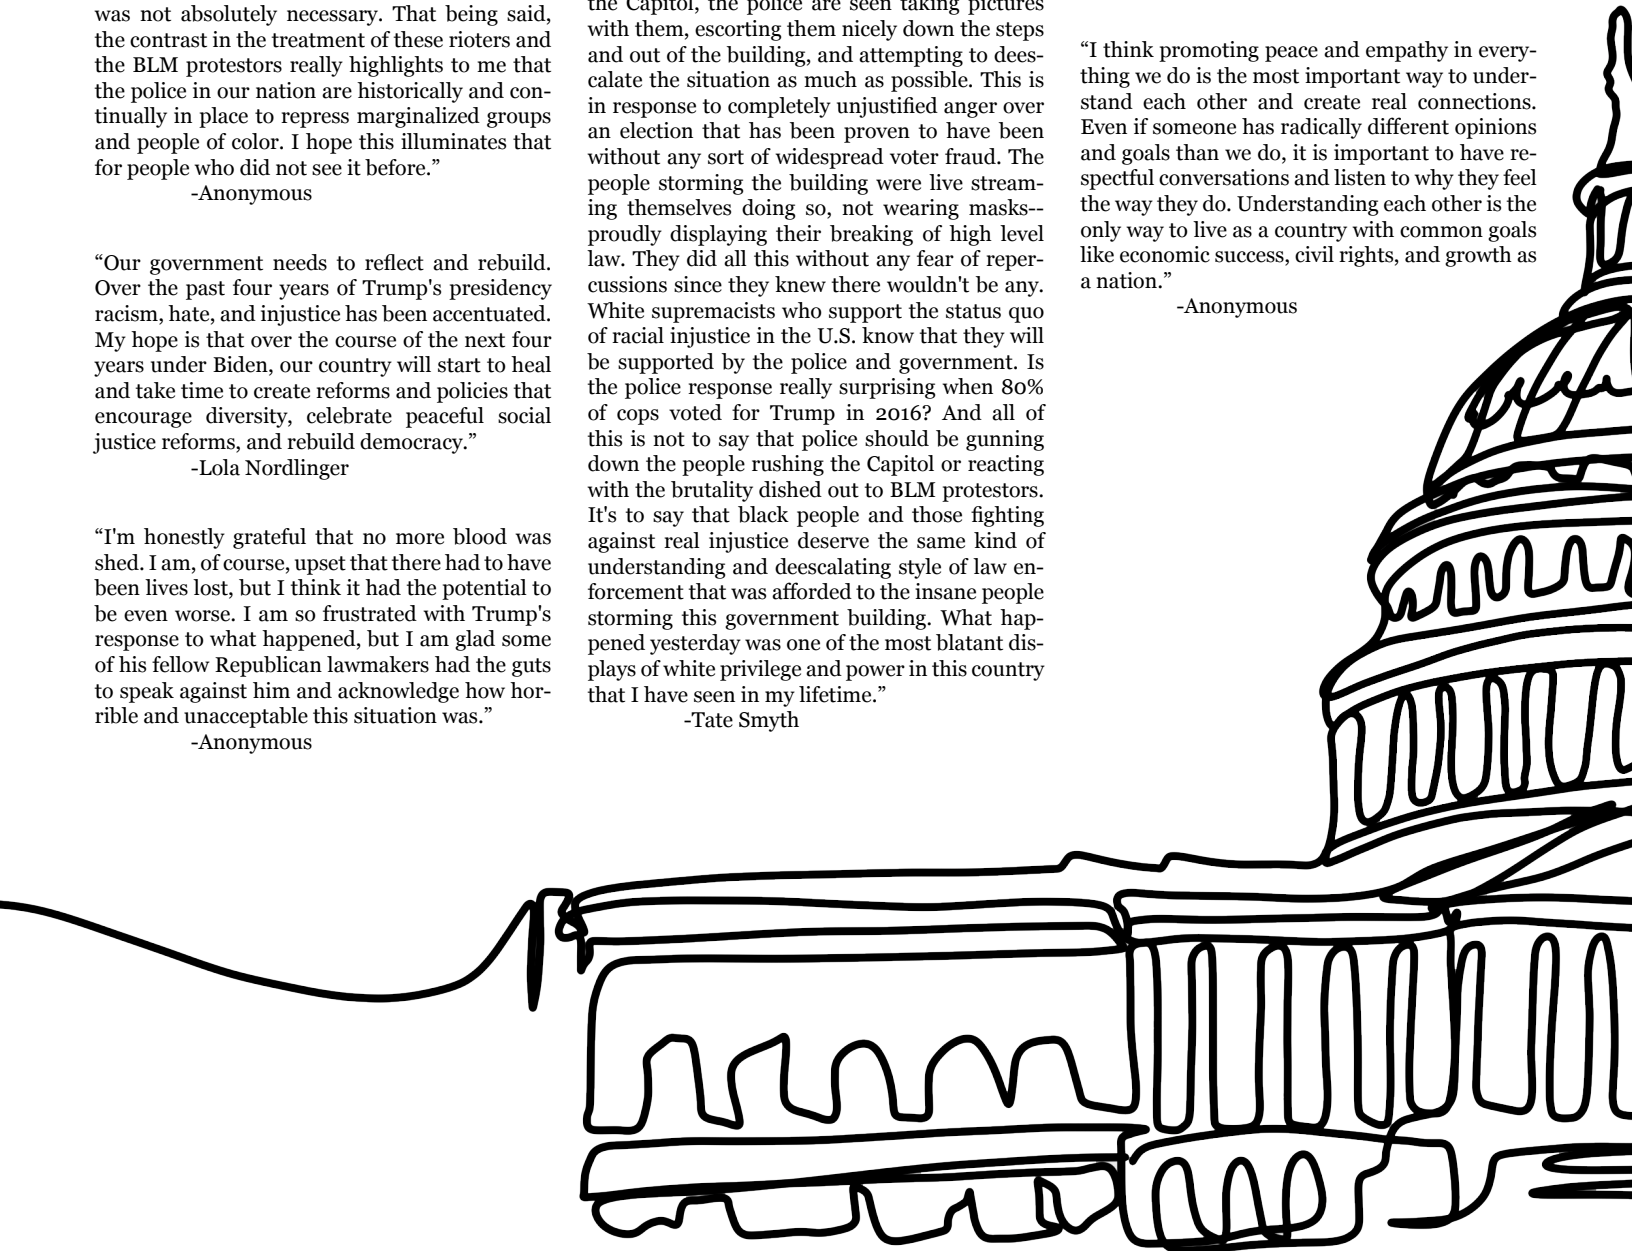 was not absolutely necessary. That being said,
the contrast in the treatment of these rioters and
the BLM protestors really highlights to me that
the police in our nation are historically and con-
tinually in place to repress marginalized groups
and people of color. I hope this illuminates that
for people who did not see it before.”
-Anonymous
“Our government needs to reflect and rebuild.
Over the past four years of Trump's presidency
racism, hate, and injustice has been accentuated.
My hope is that over the course of the next four
years under Biden, our country will start to heal
and take time to create reforms and policies that
encourage diversity, celebrate peaceful social
justice reforms, and rebuild democracy.”
-Lola Nordlinger
“I'm honestly grateful that no more blood was
shed. I am, of course, upset that there had to have
been lives lost, but I think it had the potential to
be even worse. I am so frustrated with Trump's
response to what happened, but I am glad some
of his fellow Republican lawmakers had the guts
to speak against him and acknowledge how hor-
rible and unacceptable this situation was.”
-Anonymous
the Capitol, the police are seen taking pictures
with them, escorting them nicely down the steps
and out of the building, and attempting to dees-
calate the situation as much as possible. This is
in response to completely unjustified anger over
an election that has been proven to have been
without any sort of widespread voter fraud. The
people storming the building were live stream-
ing themselves doing so, not wearing masks--
proudly displaying their breaking of high level
law. They did all this without any fear of reper-
cussions since they knew there wouldn't be any.
White supremacists who support the status quo
of racial injustice in the U.S. know that they will
be supported by the police and government. Is
the police response really surprising when 80%
of cops voted for Trump in 2016? And all of
this is not to say that police should be gunning
down the people rushing the Capitol or reacting
with the brutality dished out to BLM protestors.
It's to say that black people and those fighting
against real injustice deserve the same kind of
understanding and deescalating style of law en-
forcement that was afforded to the insane people
storming this government building. What hap-
pened yesterday was one of the most blatant dis-
plays of white privilege and power in this country
that I have seen in my lifetime.”
-Tate Smyth
“I think promoting peace and empathy in every-
thing we do is the most important way to under-
stand each other and create real connections.
Even if someone has radically different opinions
and goals than we do, it is important to have re-
spectful conversations and listen to why they feel
the way they do. Understanding each other is the
only way to live as a country with common goals
like economic success, civil rights, and growth as
a nation.”
-Anonymous